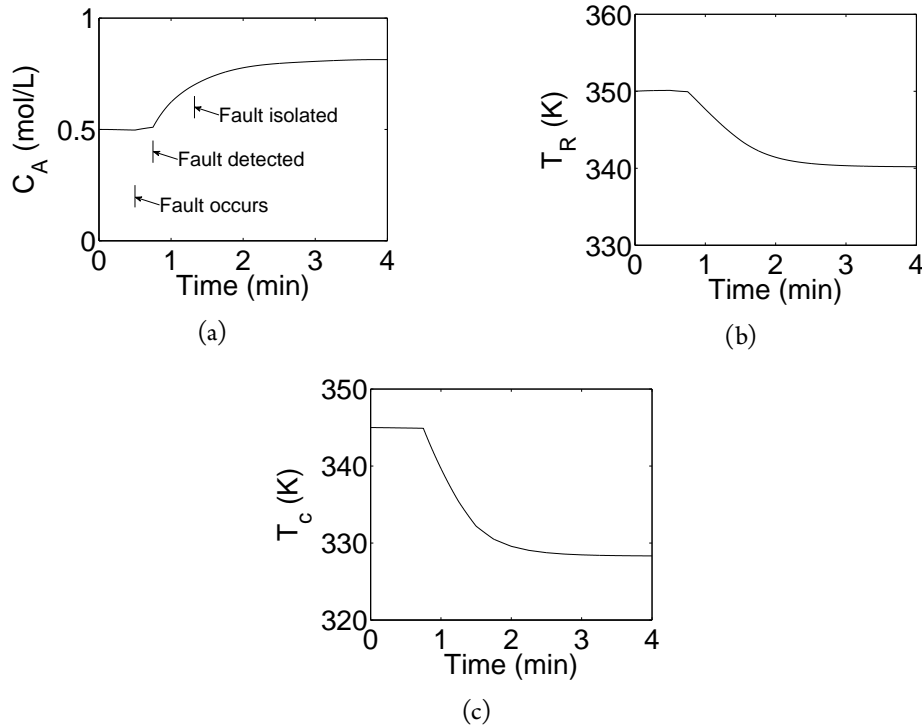 1
C_A (mol/L)
0.5
0
Fault isolated
Fault detected
Fault occurs
0 1 2 3 4
Time (min)
(a)
360
350
T_R (K)
340
330
0 1 2 3 4
Time (min)
(b)
350
340
T_c (K)
330
320
0 1 2 3 4
Time (min)
(c)